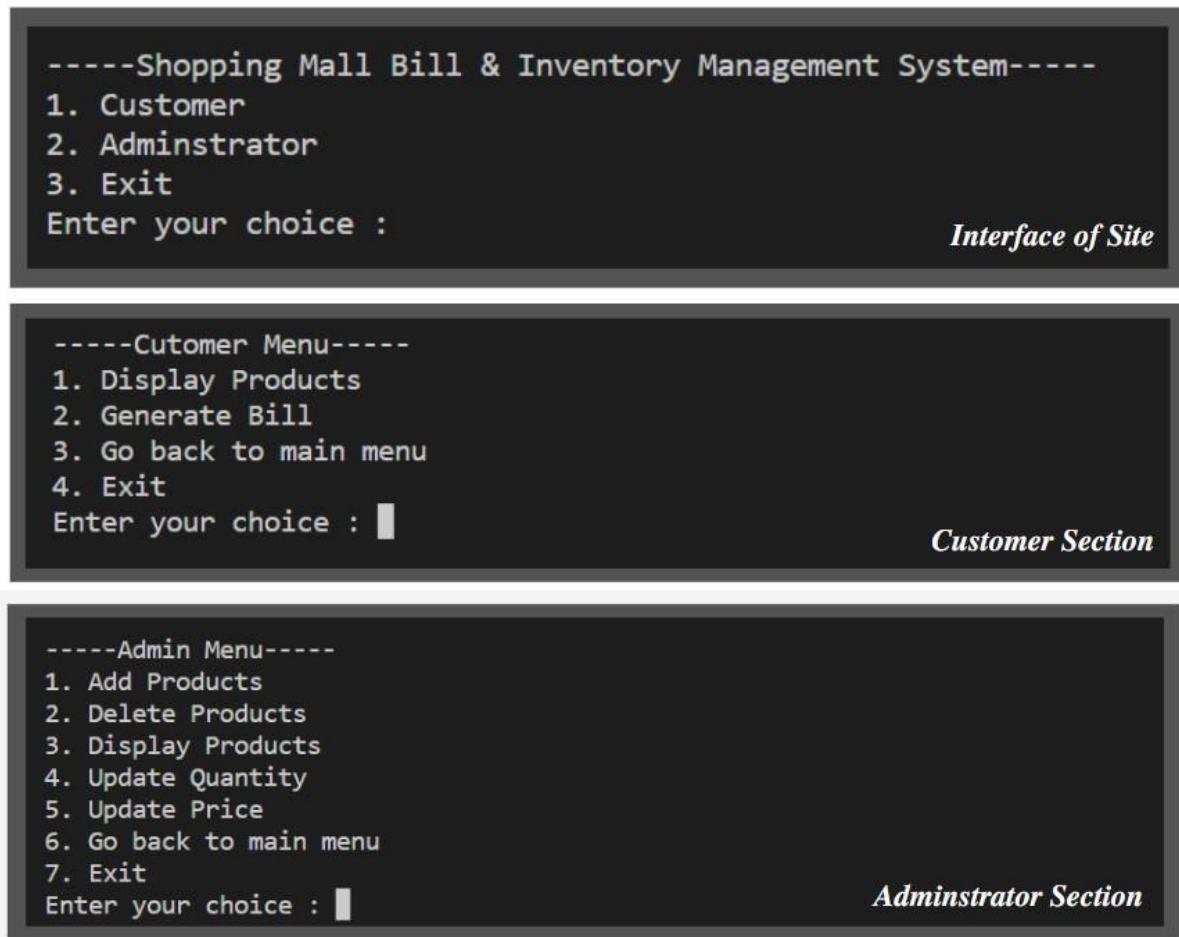 -----Shopping Mall Bill & Inventory Management System-----
1. Customer
2. Adminstrator
3. Exit
Enter your choice :
Interface of Site
-----Cutomer Menu-----
1. Display Products
2. Generate Bill
3. Go back to main menu
4. Exit
Enter your choice :
Customer Section
-----Admin Menu-----
1. Add Products
2. Delete Products
3. Display Products
4. Update Quantity
5. Update Price
6. Go back to main menu
7. Exit
Enter your choice :
Adminstrator Section